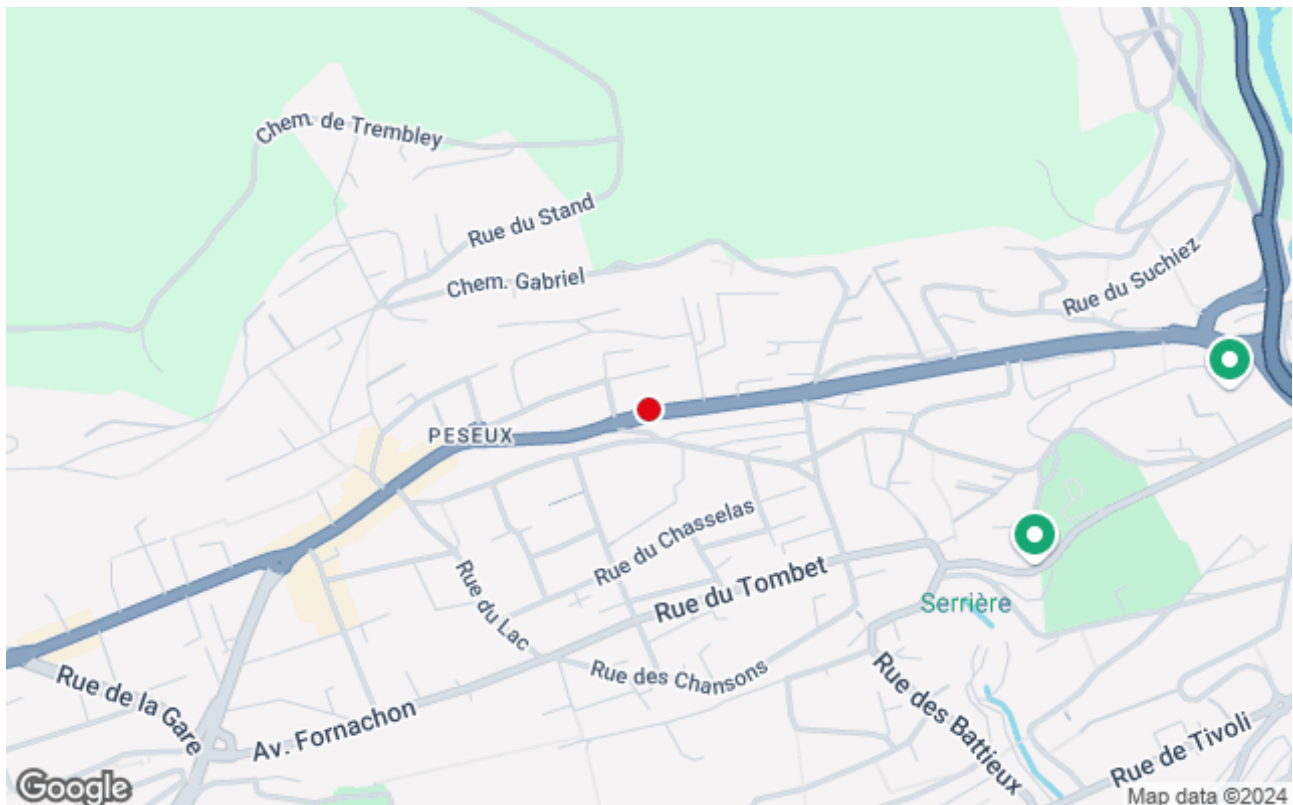 Chem. de Trembley
Rue du Stand
Chem. Gabriel
Rue du Suchiez
PESEUX
Rue du Chasselas
Rue du Tombet
Serrière
Rue du Lac
Rue des Chansons
Rue de la Gare
Av. Fornachon
Rue des Battieux
Rue de Tivoli
Google
Map data ©2024